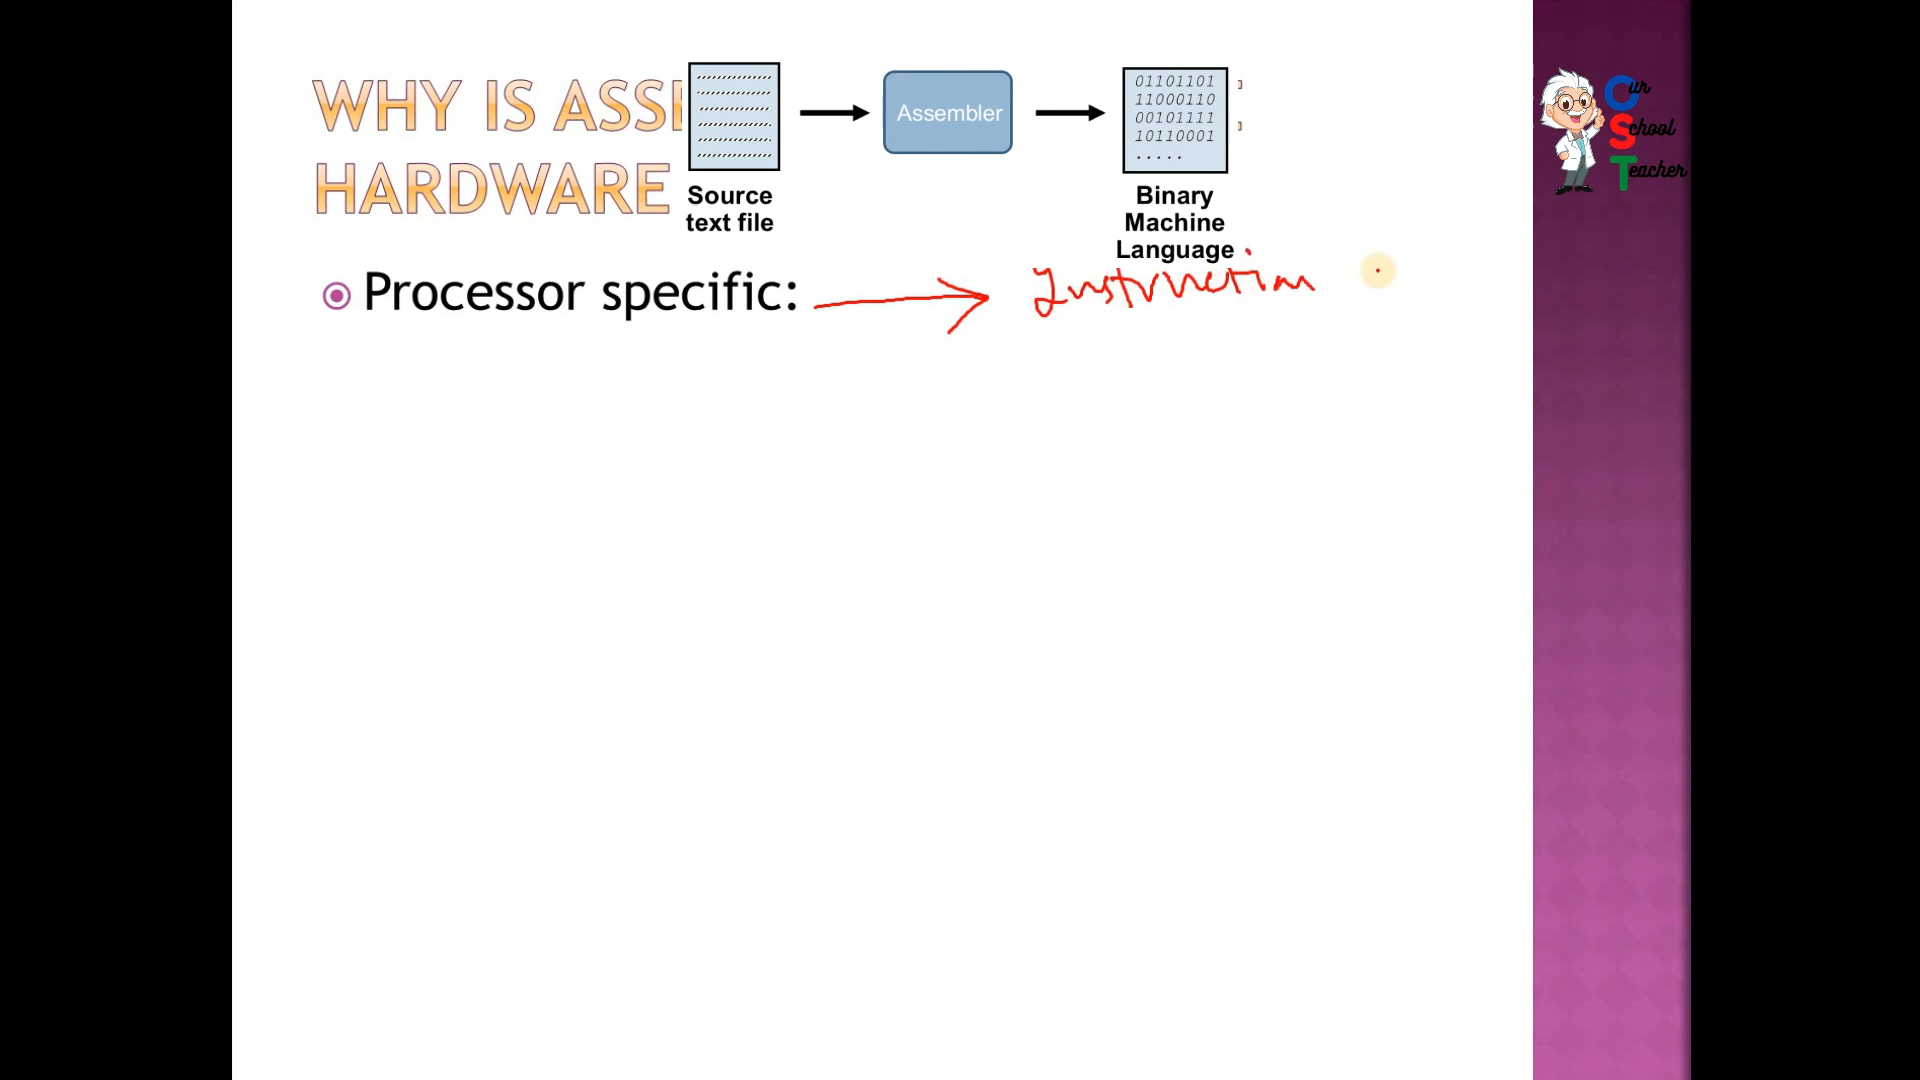 WHY IS ASSE
HARDWARE
01101101
11000110
00101111
10110001
.....
Assembler
Source
text file
Binary
Machine
Language
Processor specific:
Instruction
Our
School
Teacher